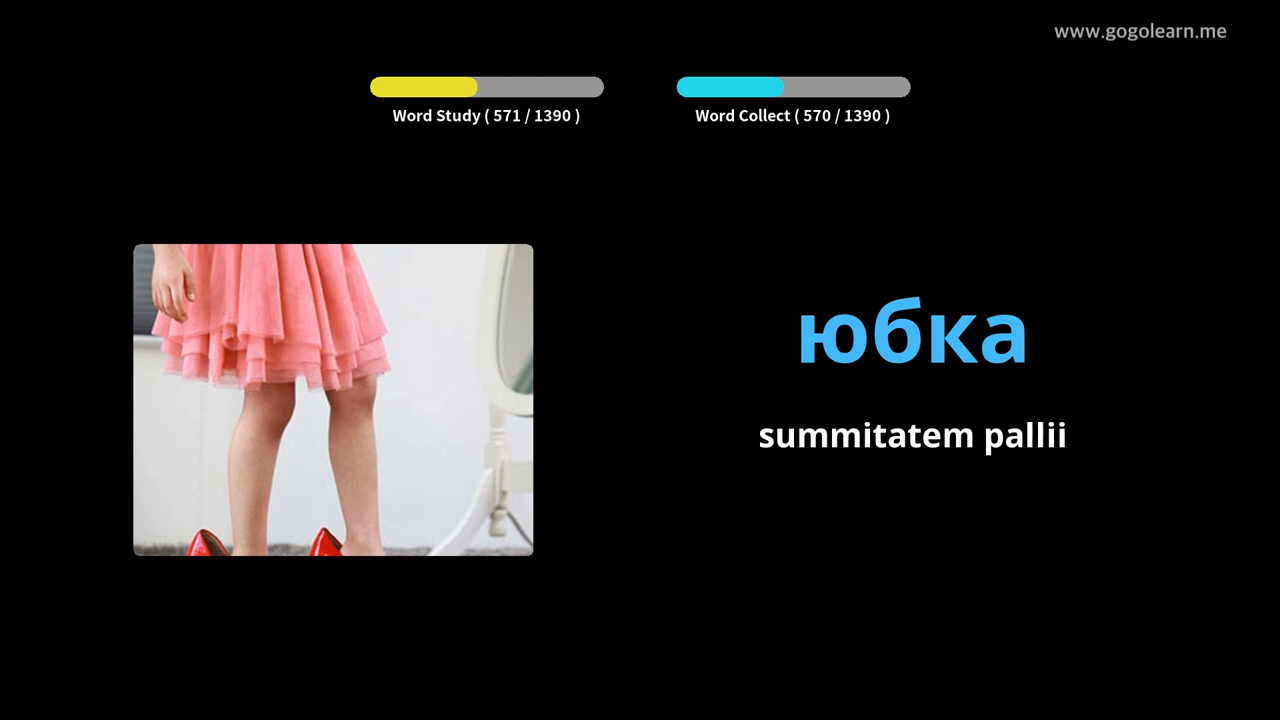 www.gogolearn.me
Word Study ( 571 / 1390 )
Word Collect ( 570 / 1390 )
юбка
summitatem pallii